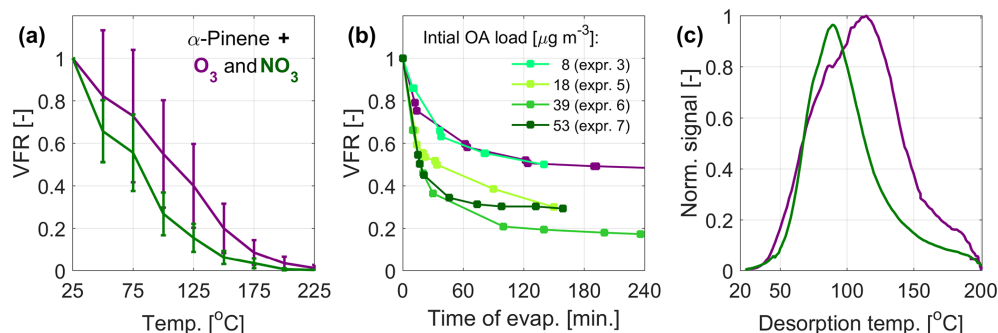 (a)
α-Pinene +
O3 and NO3
VFR [-]
1
0.8
0.6
0.4
0.2
0
25 75 125 175 225
Temp. [°C]
(b)
Intial OA load [μg m-3]:
8 (expr. 3)
18 (expr. 5)
39 (expr. 6)
53 (expr. 7)
VFR [-]
1
0.8
0.6
0.4
0.2
0
0 60 120 180 240
Time of evap. [min.]
(c)
Norm. signal [-]
1
0.8
0.6
0.4
0.2
0
20 50 100 150 200
Desorption temp. [°C]